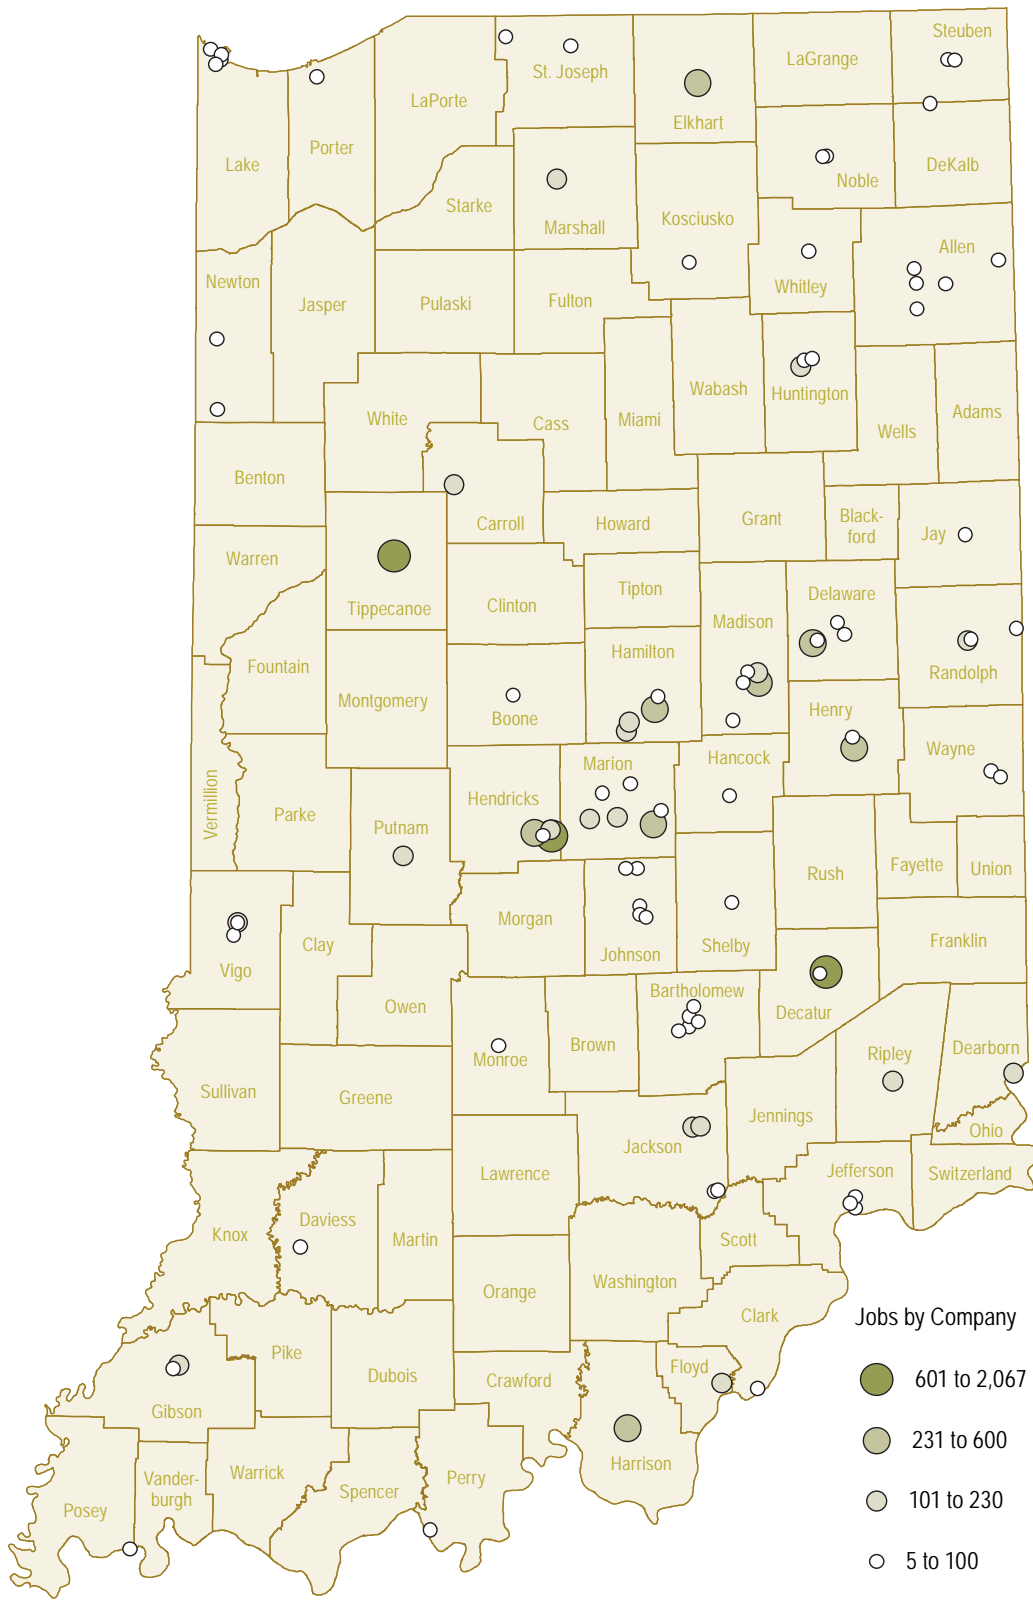 Steuben
LaGrange
St. Joseph
Elkhart
LaPorte
Porter
Lake
Noble
DeKalb
Starke
Marshall
Kosciusko
Allen
Newton
Whitley
Jasper
Pulaski
Fulton
Wabash
Huntington
Miami
White
Cass
Adams
Wells
Benton
Carroll
Howard
Grant
Black-
ford
Jay
Warren
Tippecanoe
Clinton
Tipton
Delaware
Madison
Fountain
Hamilton
Randolph
Montgomery
Boone
Henry
Wayne
Marion
Hancock
Vermillion
Parke
Hendricks
Putnam
Rush
Fayette
Union
Morgan
Clay
Vigo
Johnson
Shelby
Franklin
Owen
Bartholomew
Decatur
Monroe
Brown
Ripley
Dearborn
Sullivan
Greene
Jennings
Ohio
Jackson
Lawrence
Jefferson
Switzerland
Knox
Daviess
Martin
Scott
Orange
Washington
Clark
Pike
Dubois
Crawford
Floyd
Gibson
Harrison
Posey
Vander-
burgh
Warrick
Spencer
Perry
Jobs by Company
601 to 2,067
231 to 600
101 to 230
5 to 100